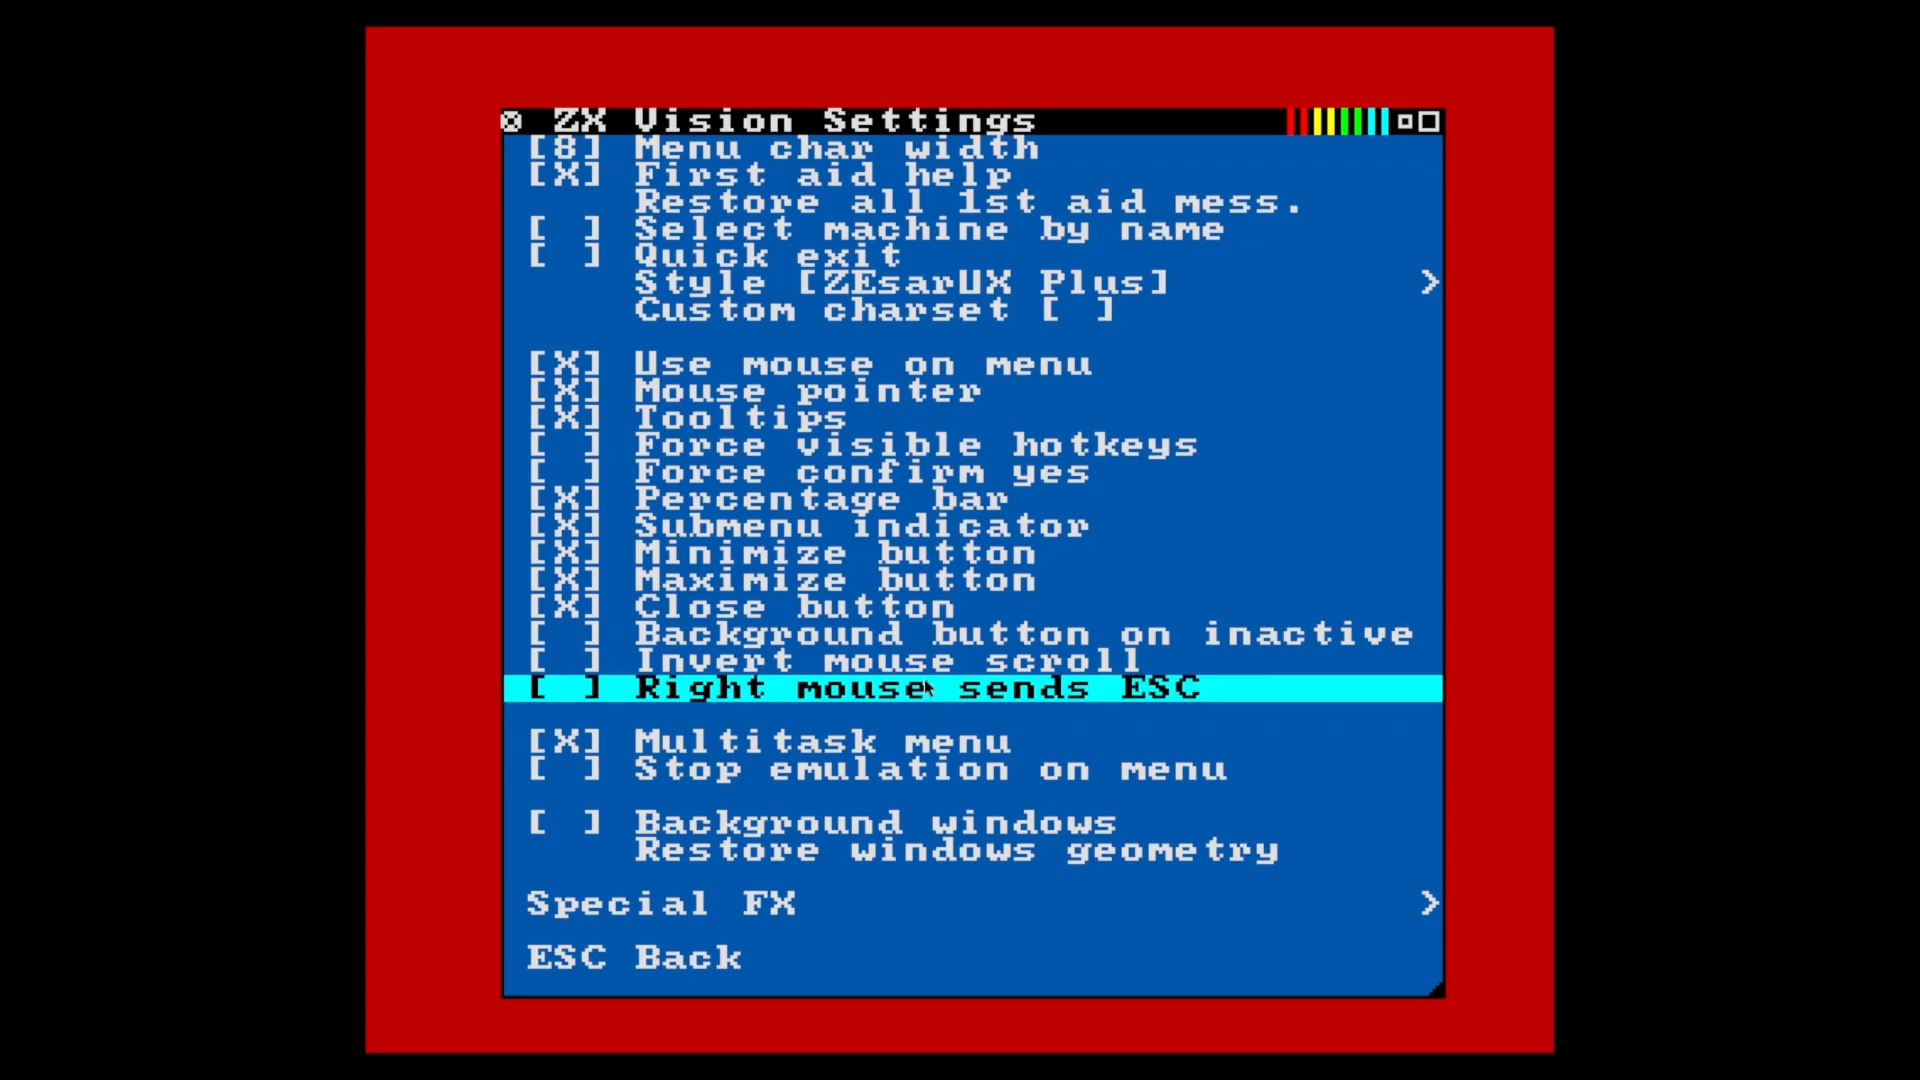 ZX Vision Settings
[8] Menu char width
[X] First aid help
Restore all 1st aid mess.
[ ] Select machine by name
[ ] Quick exit
Style [ZEsarUX Plus] >
Custom charset [ ]
[X] Use mouse on menu
[X] Mouse pointer
[X] Tooltips
[ ] Force visible hotkeys
[ ] Force confirm yes
[X] Percentage bar
[X] Submenu indicator
[X] Minimize button
[X] Maximize button
[X] Close button
[ ] Background button on inactive
[ ] Invert mouse scroll
[ ] Right mouse sends ESC
[X] Multitask menu
[ ] Stop emulation on menu
[ ] Background windows
Restore windows geometry
Special FX >
ESC Back